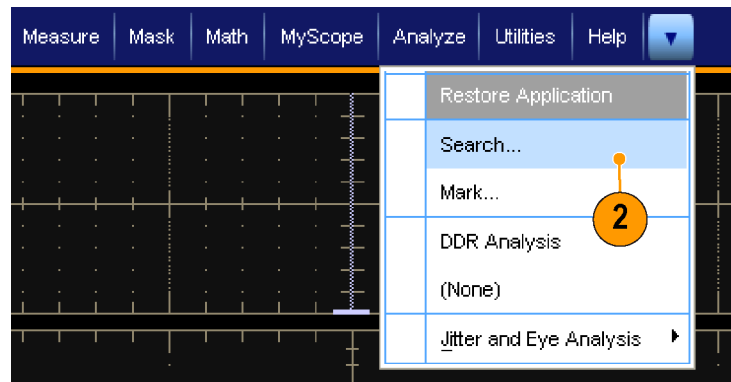 Measure Mask Math MyScope Analyze Utilities Help
Restore Application
Search...
Mark...
2
DDR Analysis
(None)
Jitter and Eye Analysis